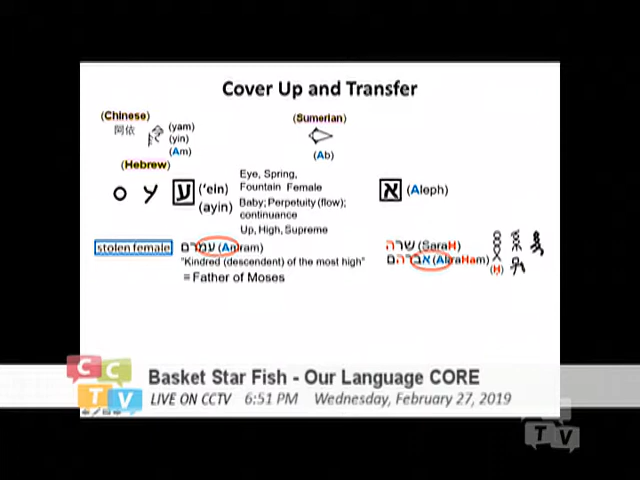 Cover Up and Transfer
(Chinese)
阿依
(yam)
(yin)
(Am)
(Sumerian)
(Ab)
(Hebrew)
ע
('ein)
(ayin)
Eye, Spring,
Fountain Female
Baby; Perpetuity (flow);
continuance
Up, High, Supreme
א (Aleph)
stolen female
עמרם (Amram)
"Kindred (descendent) of the most high"
= Father of Moses
שרה (SaraH)
אברהם (AbraHam)
(H)
CCTV
Basket Star Fish - Our Language CORE
LIVE ON CCTV 6:51 PM Wednesday, February 27, 2019
TV